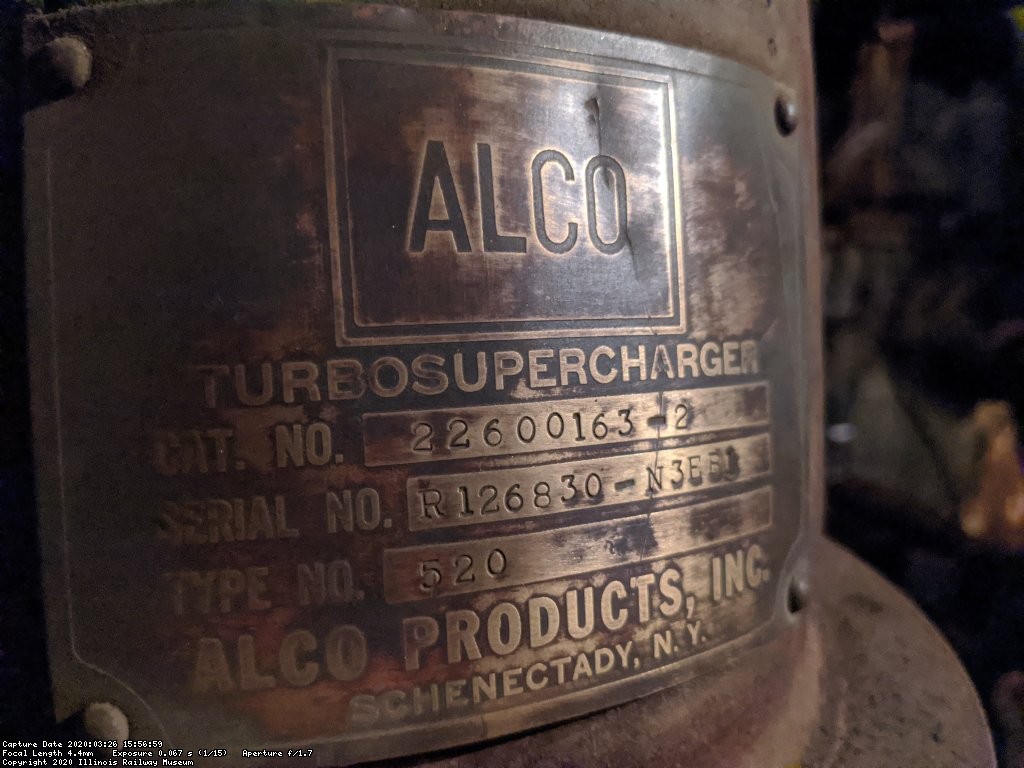 ALCO
TURBOSUPERCHARGER
CAT. NO. 22600163-2
SERIAL NO. R126830-
TYPE NO. 520
ALCO PRODUCTS, INC.
SCHENECTADY, N.Y.
Capture Date 2020:03:26 15:56:59
Focal Length 4.4mm Exposure 0.067 s (1/15) Aperture f/1.7
Copyright 2020 Illinois Railway Museum